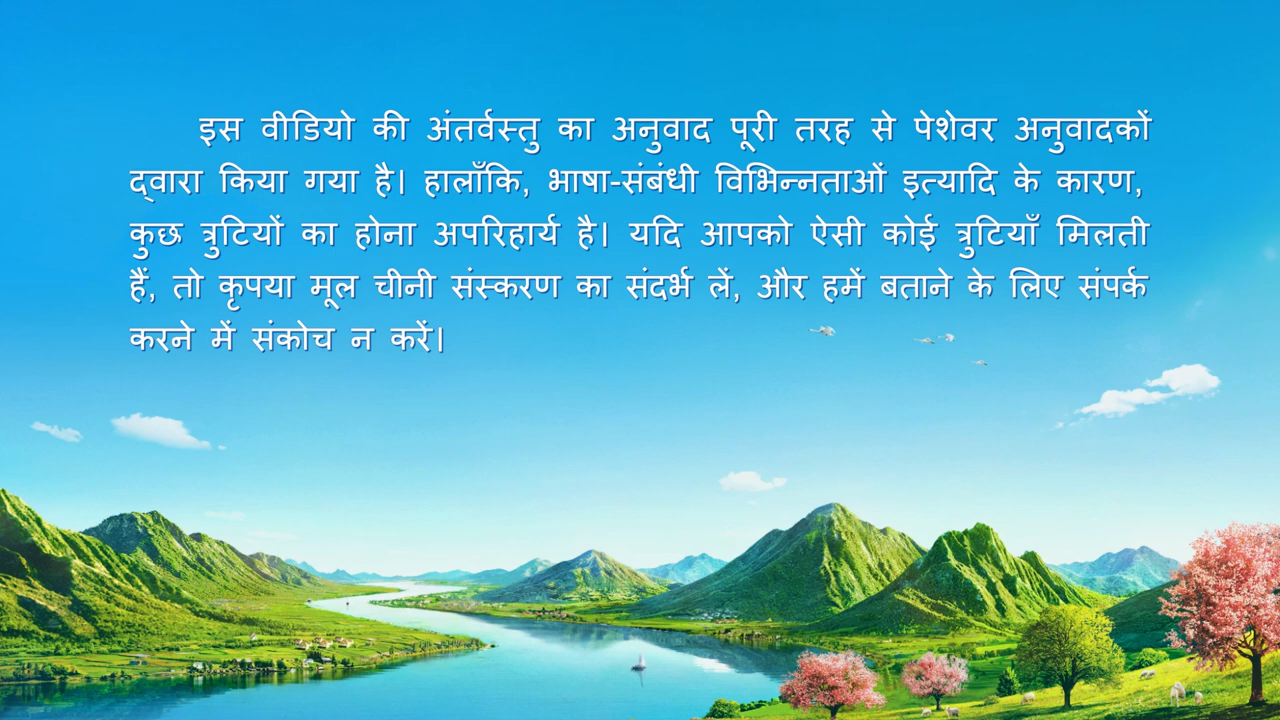 इस वीडियो की अंतर्वस्तु का अनुवाद पूरी तरह से पेशेवर अनुवादकों
द्वारा किया गया है। हालाँकि, भाषा-संबंधी विभिन्नताओं इत्यादि के कारण,
कुछ त्रुटियों का होना अपरिहार्य है। यदि आपको ऐसी कोई त्रुटियाँ मिलती
हैं, तो कृपया मूल चीनी संस्करण का संदर्भ लें, और हमें बताने के लिए संपर्क
करने में संकोच न करें।